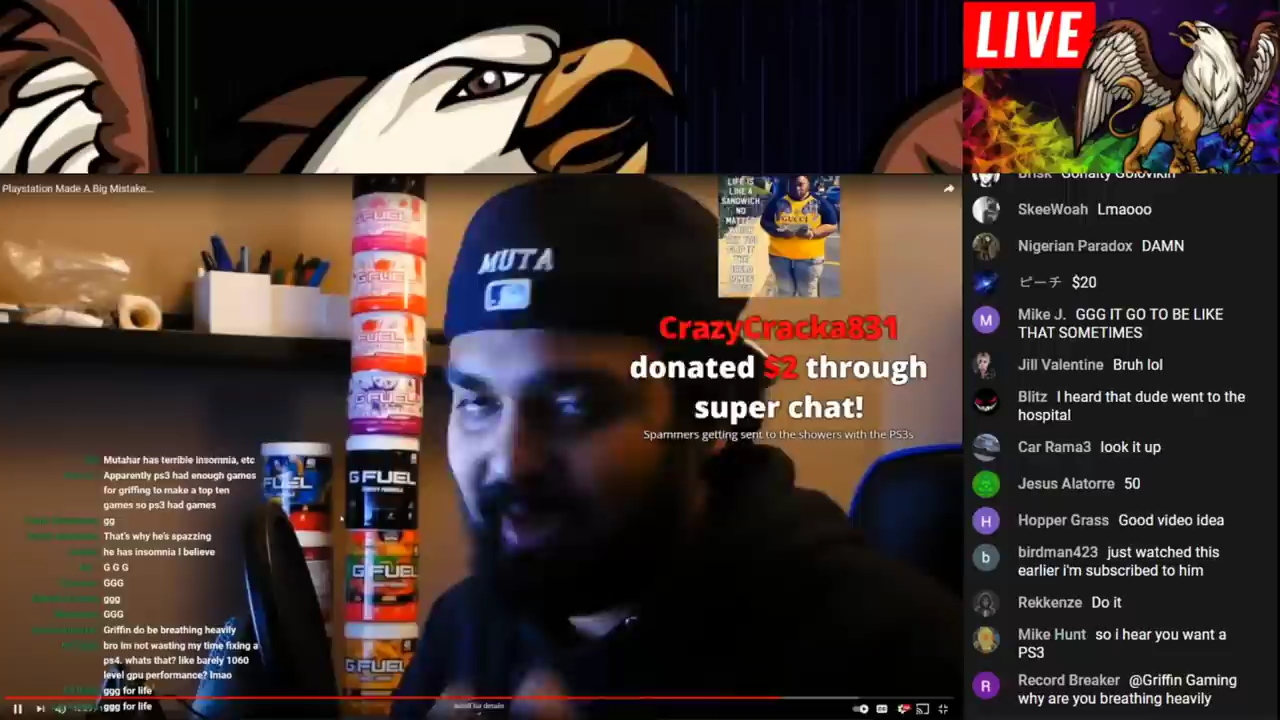 LIVE
Playstation Made A Big Mistake...
LIFE IS
LIKE A
SANDWICH
NO
MATTER
MUTA
GUCCI
GFUEL
GFUEL
GFUEL
GFUEL
G FUEL
G FUEL
G FUEL
FUEL
CrazyCracka831
donated $2 through
super chat!
Spammers getting sent to the showers with the PS3s
Mutahar has terrible insomnia, etc
Apparently ps3 had enough games
for griffing to make a top ten
games so ps3 had games
gg
That's why he's spazzing
he has insomnia I believe
G G G
GGG
ggg
GGG
Griffin do be breathing heavily
bro im not wasting my time fixing a
ps4. whats that? like barely 1060
level gpu performance? lmao
ggg for life
ggg for life
Brisk Gonalty Golovikin
SkeeWoah Lmaooo
Nigerian Paradox DAMN
ピーチ $20
M Mike J. GGG IT GO TO BE LIKE
THAT SOMETIMES
Jill Valentine Bruh lol
Blitz I heard that dude went to the
hospital
Car Rama3 look it up
Jesus Alatorre 50
H Hopper Grass Good video idea
b birdman423 just watched this
earlier i'm subscribed to him
Rekkenze Do it
Mike Hunt so i hear you want a
PS3
R Record Breaker @Griffin Gaming
why are you breathing heavily